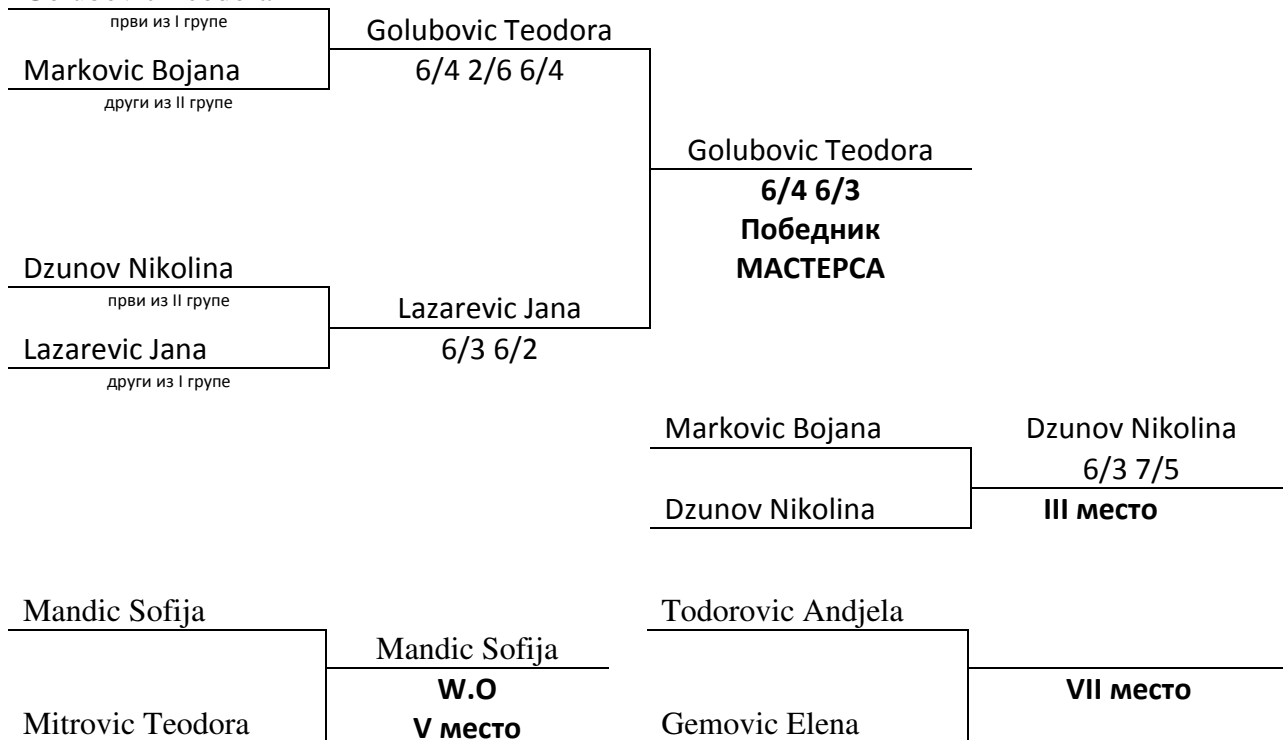 први из I групе
Golubovic Teodora
Markovic Bojana
6/4 2/6 6/4
други из II групе
Golubovic Teodora
6/4 6/3
Победник
МАСТЕРСА
Dzunov Nikolina
први из II групе
Lazarevic Jana
Lazarevic Jana
6/3 6/2
други из I групе
Markovic Bojana
Dzunov Nikolina
6/3 7/5
Dzunov Nikolina
III место
Mandic Sofija
Todorovic Andjela
Mandic Sofija
W.O
VII место
Mitrovic Teodora
V место
Gemovic Elena